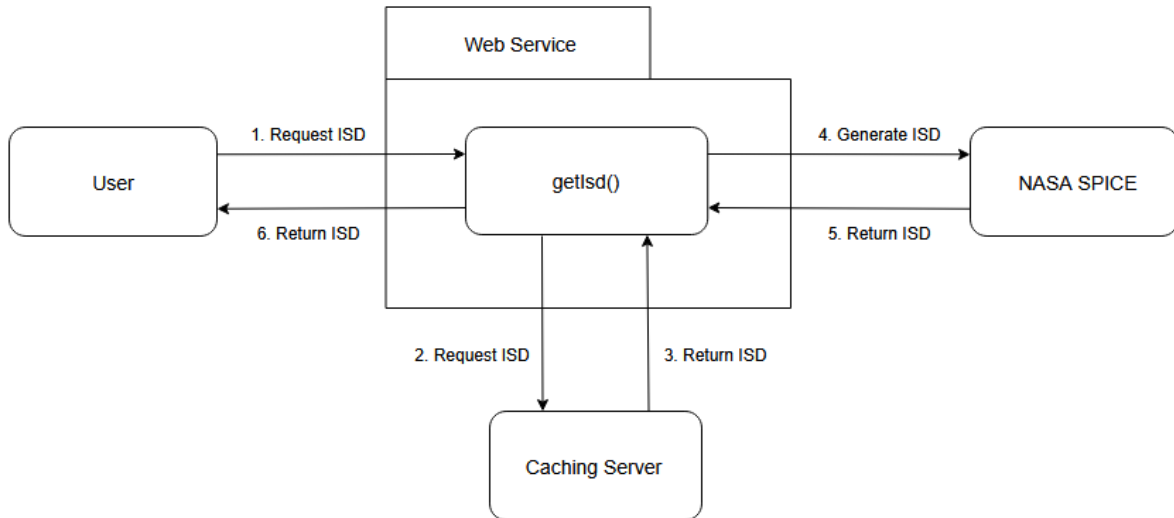 Web Service
1. Request ISD
4. Generate ISD
User
getIsd()
NASA SPICE
6. Return ISD
5. Return ISD
2. Request ISD
3. Return ISD
Caching Server